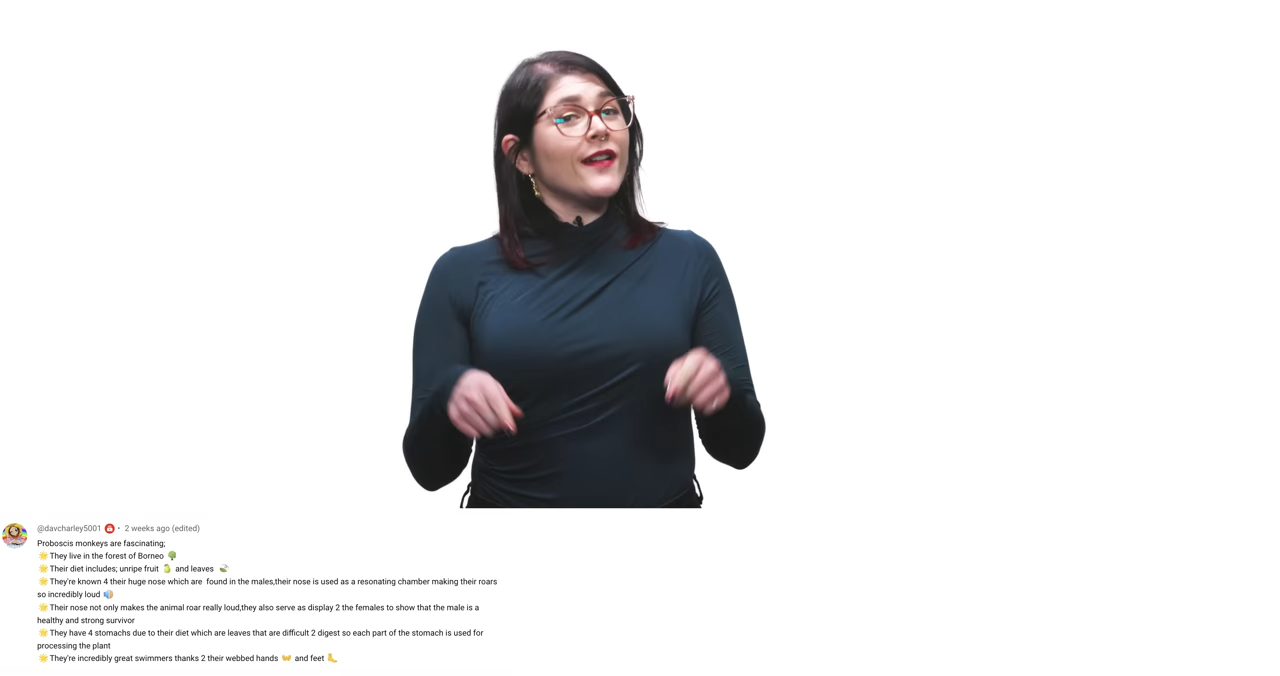 @davcharley5001 • 2 weeks ago (edited)
Proboscis monkeys are fascinating;
🌟They live in the forest of Borneo 🌳
🌟Their diet includes; unripe fruit 🍐 and leaves 🍃
🌟They're known 4 their huge nose which are  found in the males,their nose is used as a resonating chamber making their roars
so incredibly loud 🔊
🌟Their nose not only makes the animal roar really loud,they also serve as display 2 the females to show that the male is a
healthy and strong survivor
🌟They have 4 stomachs due to their diet which are leaves that are difficult 2 digest so each part of the stomach is used for
processing the plant
🌟They're incredibly great swimmers thanks 2 their webbed hands 👐 and feet 🦶